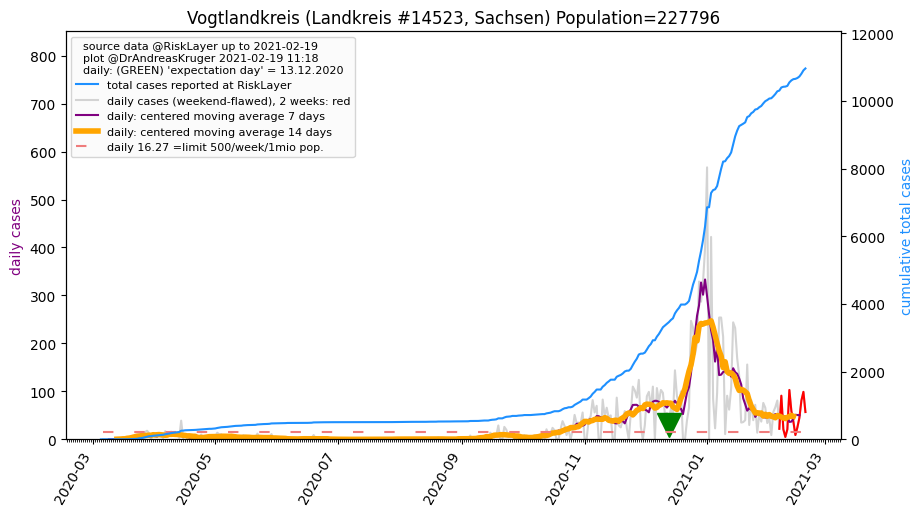 Vogtlandkreis (Landkreis #14523, Sachsen) Population=227796
source data @RiskLayer up to 2021-02-19
plot @DrAndreasKruger 2021-02-19 11:18
daily: (GREEN) 'expectation day' = 13.12.2020
total cases reported at RiskLayer
daily cases (weekend-flawed), 2 weeks: red
daily: centered moving average 7 days
daily: centered moving average 14 days
daily 16.27 =limit 500/week/1mio pop.
daily cases
800
700
600
500
400
300
200
100
0
12000
10000
8000
6000
4000
2000
0
cumulative total cases
2020-03
2020-05
2020-07
2020-09
2020-11
2021-01
2021-03